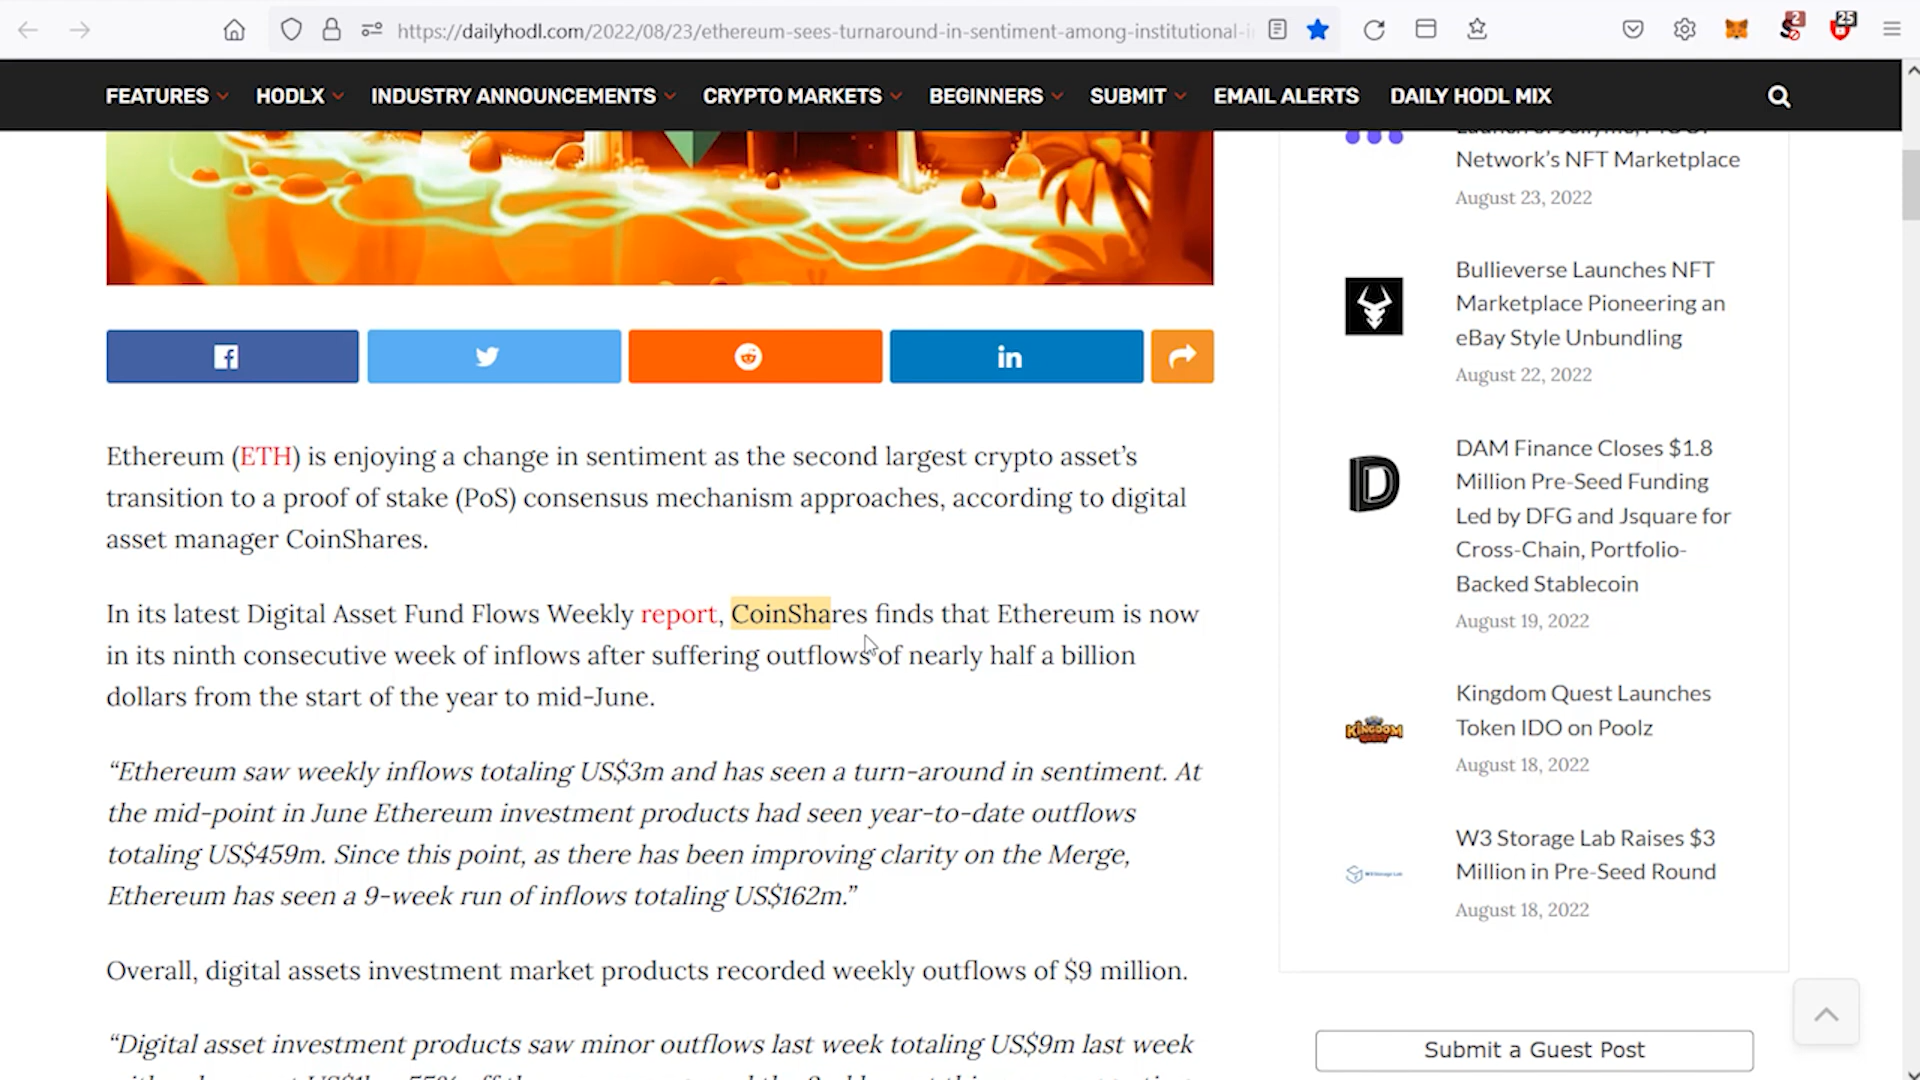 https://dailyhodl.com/2022/08/23/ethereum-sees-turnaround-in-sentiment-among-institutional-i
2
25
FEATURES
HODLX
INDUSTRY ANNOUNCEMENTS
CRYPTO MARKETS
BEGINNERS
SUBMIT
EMAIL ALERTS
DAILY HODL MIX
Ethereum (ETH) is enjoying a change in sentiment as the second largest crypto asset’s
transition to a proof of stake (PoS) consensus mechanism approaches, according to digital
asset manager CoinShares.
In its latest Digital Asset Fund Flows Weekly report, CoinShares finds that Ethereum is now
in its ninth consecutive week of inflows after suffering outflows of nearly half a billion
dollars from the start of the year to mid-June.
“Ethereum saw weekly inflows totaling US$3m and has seen a turn-around in sentiment. At
the mid-point in June Ethereum investment products had seen year-to-date outflows
totaling US$459m. Since this point, as there has been improving clarity on the Merge,
Ethereum has seen a 9-week run of inflows totaling US$162m.”
Overall, digital assets investment market products recorded weekly outflows of $9 million.
“Digital asset investment products saw minor outflows last week totaling US$9m last week
Network’s NFT Marketplace
August 23, 2022
Bullieverse Launches NFT
Marketplace Pioneering an
eBay Style Unbundling
August 22, 2022
DAM Finance Closes $1.8
Million Pre-Seed Funding
Led by DFG and Jsquare for
Cross-Chain, Portfolio-
Backed Stablecoin
August 19, 2022
KINGDOM
Kingdom Quest Launches
Token IDO on Poolz
August 18, 2022
W3 Storage Lab Raises $3
Million in Pre-Seed Round
August 18, 2022
Submit a Guest Post